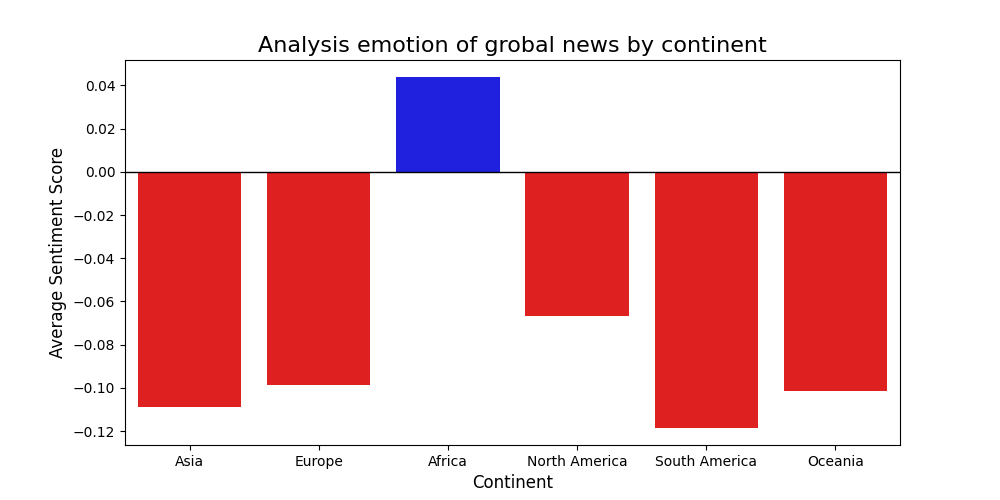 Analysis emotion of grobal news by continent
Average Sentiment Score
0.04
0.02
0.00
−0.02
−0.04
−0.06
−0.08
−0.10
−0.12
Asia Europe Africa North America South America Oceania
Continent